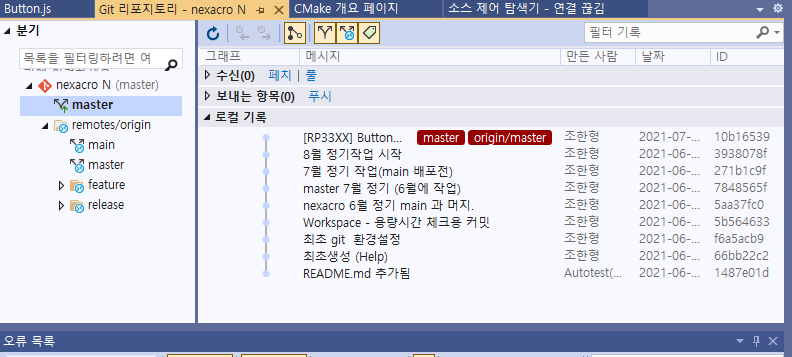 Button.js
Git 리포지토리 - nexacro N
CMake 개요 페이지
소스 제어 탐색기 - 연결 끊김
분기
목록을 필터링하려면 여
nexacro N (master)
master
remotes/origin
main
master
feature
release
필터 기록
그래프 메시지 만든 사람 날짜 ID
수신(0) 페치 | 풀
보내는 항목(0) 푸시
로컬 기록
[RP33XX] Button... master origin/master 조한형 2021-07-... 10b16539
8월 정기작업 시작 조한형 2021-06-... 3938078f
7월 정기 작업(main 배포전) 조한형 2021-06-... 271b1c9f
master 7월 정기 (6월에 작업) 조한형 2021-06-... 7848565f
nexacro 6월 정기 main 과 머지. 조한형 2021-06-... 5aa37fc0
Workspace - 용량시간 체크용 커밋 조한형 2021-06-... 5b564633
최초 git 환경설정 조한형 2021-06-... f6a5acb9
최초생성 (Help) 조한형 2021-06-... 66bb22c2
README.md 추가됨 Autotest(... 2021-06-... 1487e01d
오류 목록